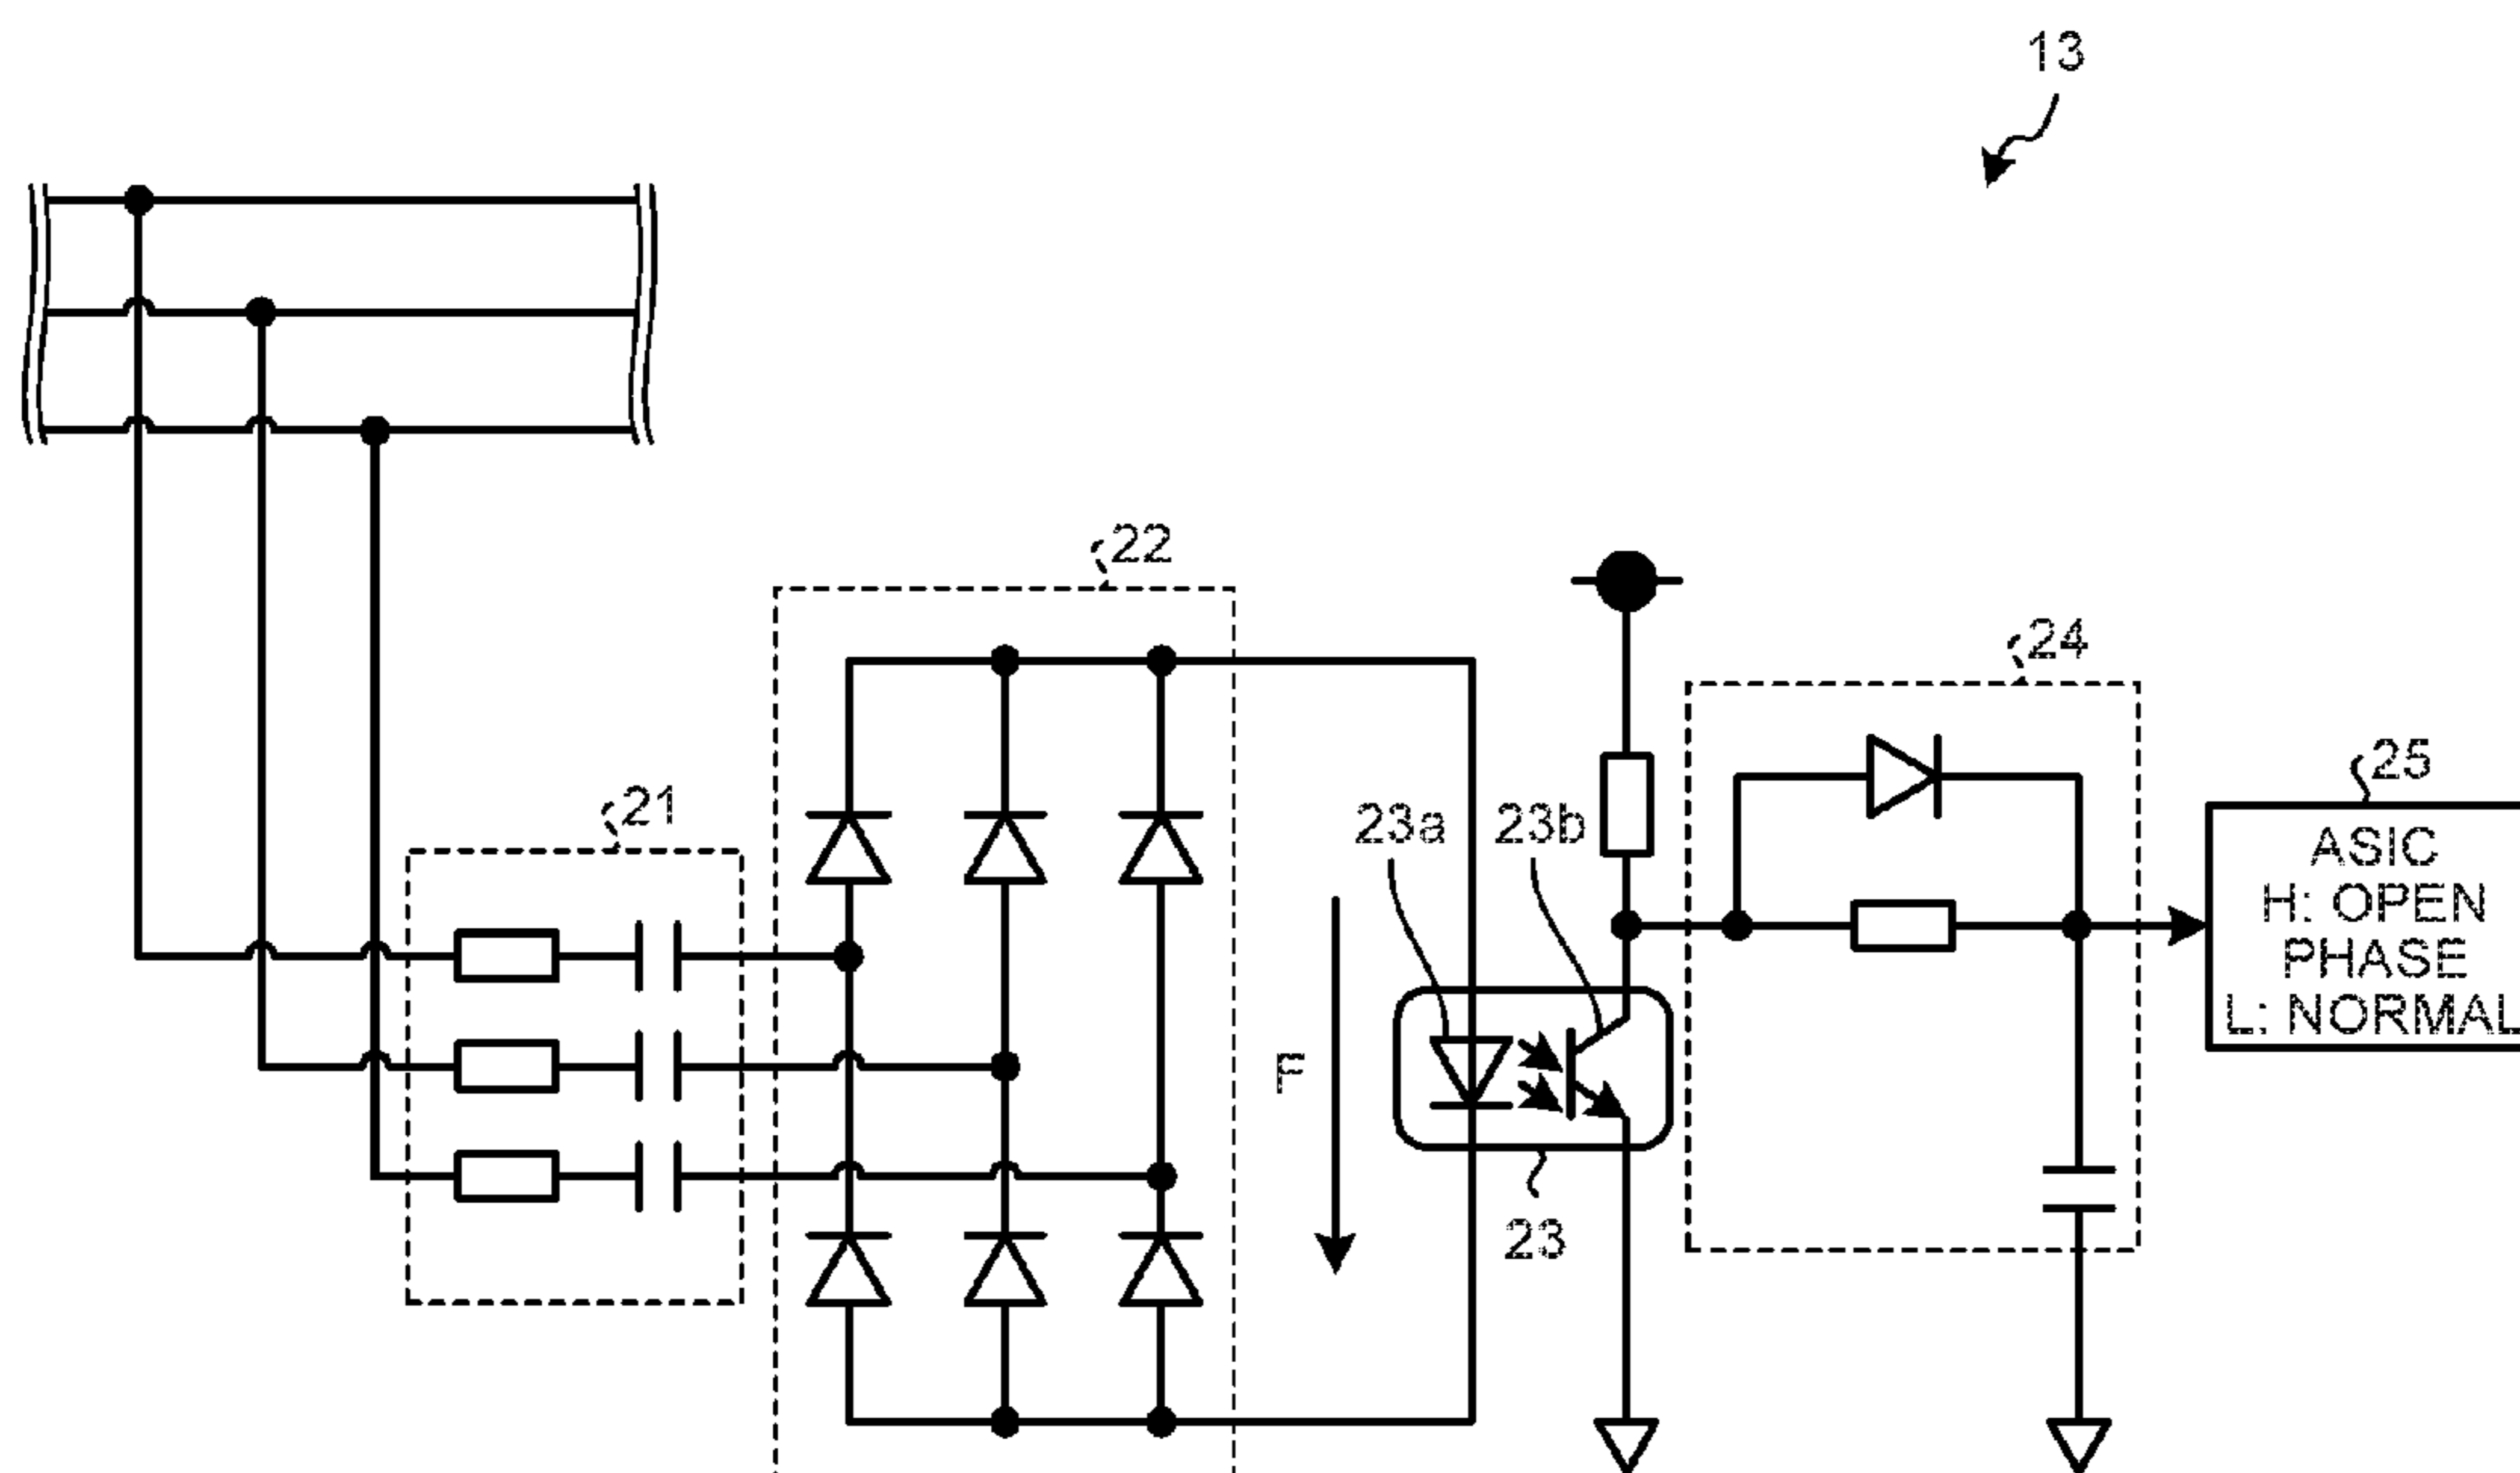 13
22
24
25
21
23a 23b
ASIC
H: OPEN
PHASE
L: NORMAL
F
23